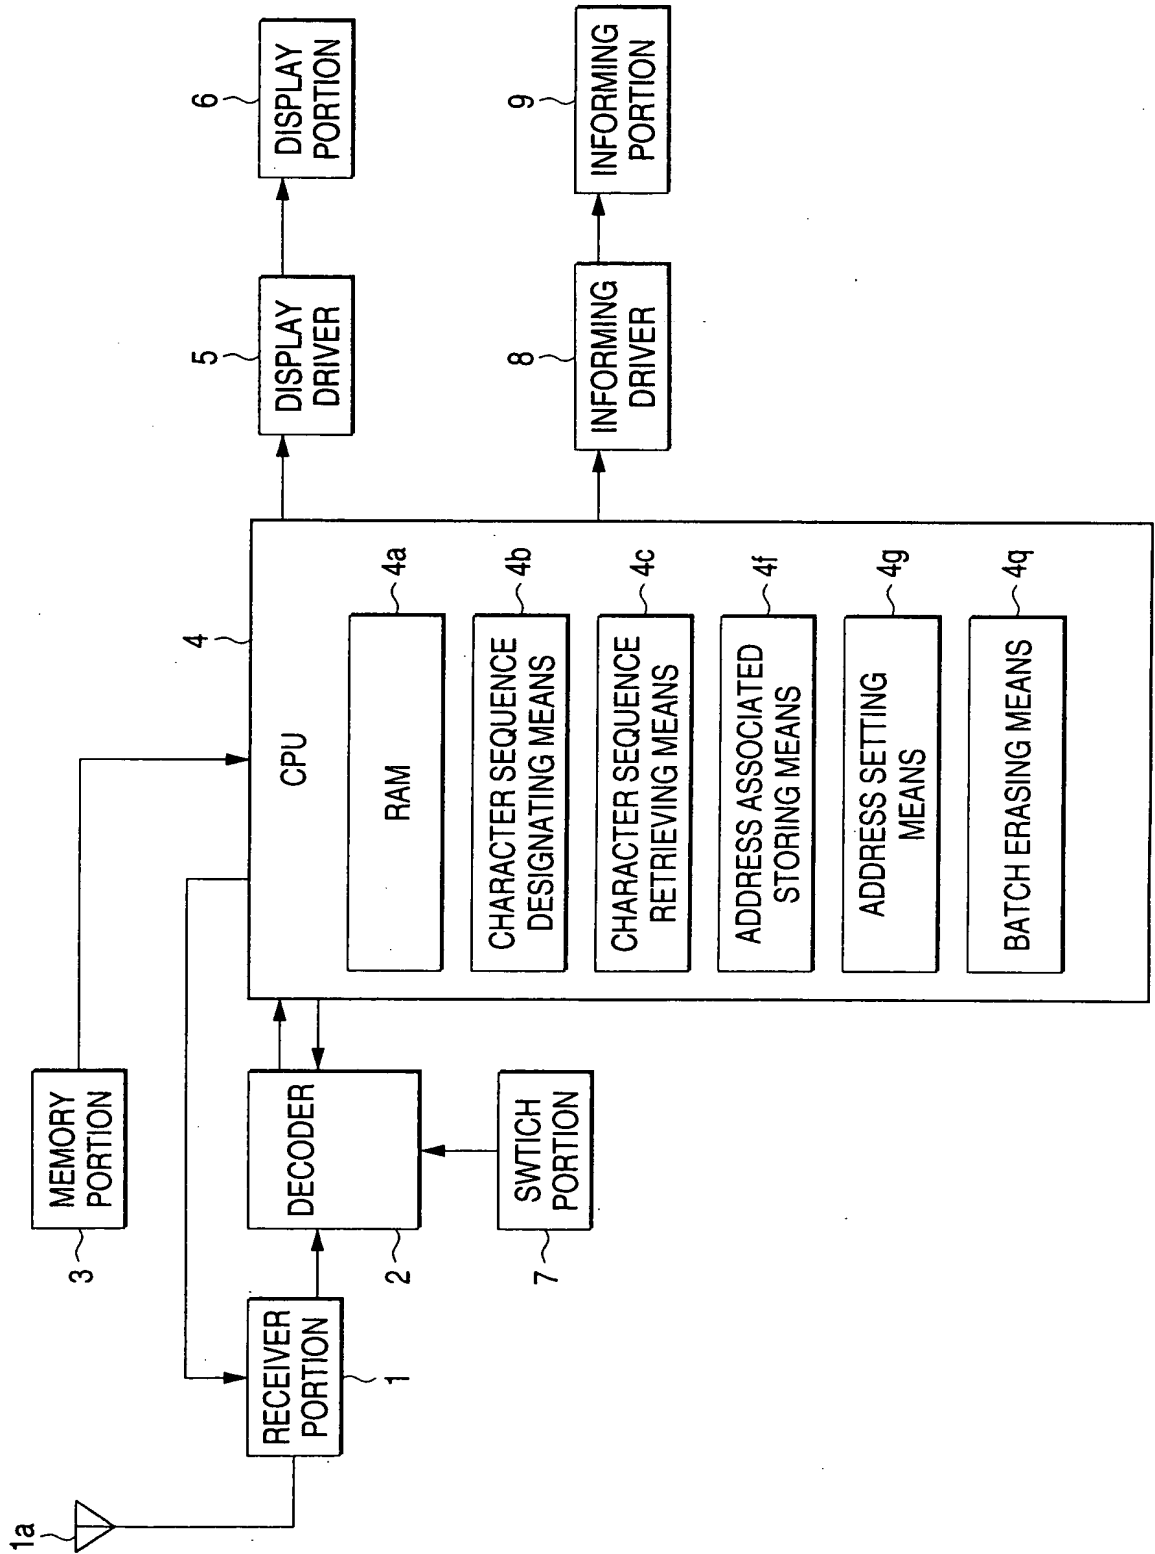 1a
RECEIVER
PORTION
1
MEMORY
PORTION
3
DECODER
2
SWTICH
PORTION
7
4
CPU
RAM
4a
CHARACTER SEQUENCE
DESIGNATING MEANS
4b
CHARACTER SEQUENCE
RETRIEVING MEANS
4c
ADDRESS ASSOCIATED
STORING MEANS
4f
ADDRESS SETTING
MEANS
4g
BATCH ERASING MEANS
4q
5
DISPLAY
DRIVER
6
DISPLAY
PORTION
8
INFORMING
DRIVER
9
INFORMING
PORTION